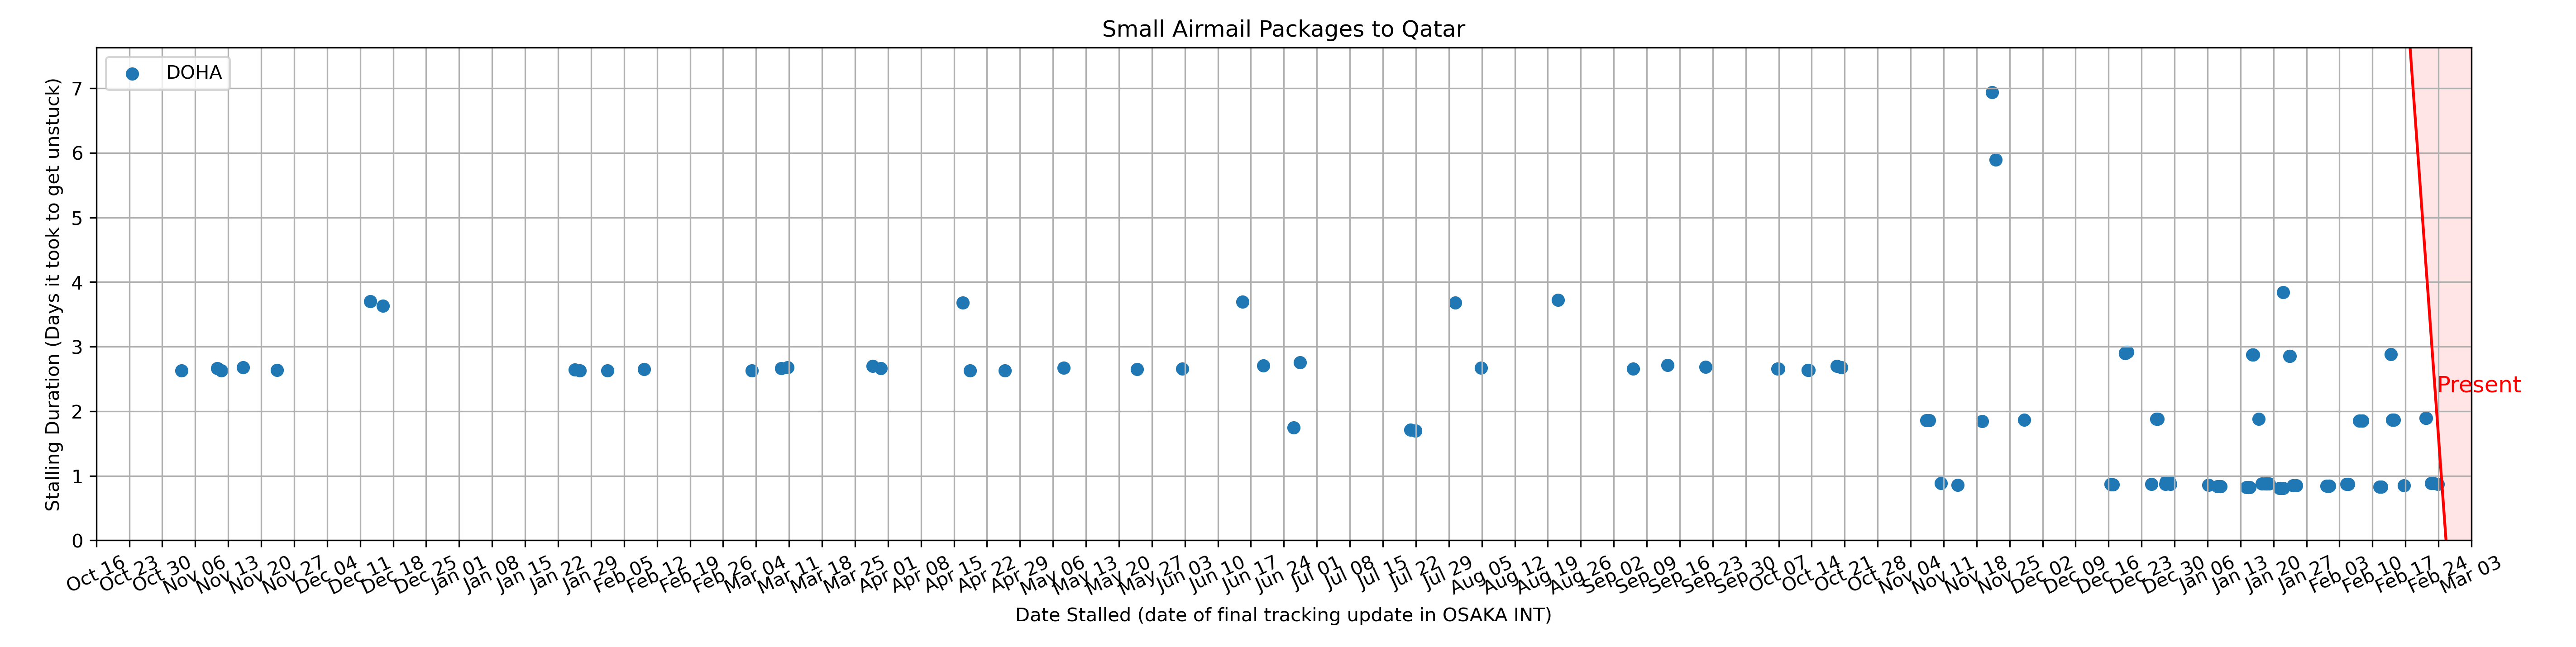 Small Airmail Packages to Qatar
DOHA
Stalling Duration (Days it took to get unstuck)
7
6
5
4
3
2
1
0
Present
Oct 16 Oct 23 Oct 30 Nov 06 Nov 13 Nov 20 Nov 27 Dec 04 Dec 11 Dec 18 Dec 25 Jan 01 Jan 08 Jan 15 Jan 22 Jan 29 Feb 05 Feb 12 Feb 19 Feb 26 Mar 04 Mar 11 Mar 18 Mar 25 Apr 01 Apr 08 Apr 15 Apr 22 Apr 29 May 06 May 13 May 20 May 27 Jun 03 Jun 10 Jun 17 Jun 24 Jul 01 Jul 08 Jul 15 Jul 22 Jul 29 Aug 05 Aug 12 Aug 19 Aug 26 Sep 02 Sep 09 Sep 16 Sep 23 Sep 30 Oct 07 Oct 14 Oct 21 Oct 28 Nov 04 Nov 11 Nov 18 Nov 25 Dec 02 Dec 09 Dec 16 Dec 23 Dec 30 Jan 06 Jan 13 Jan 20 Jan 27 Feb 03 Feb 10 Feb 17 Feb 24 Mar 03
Date Stalled (date of final tracking update in OSAKA INT)